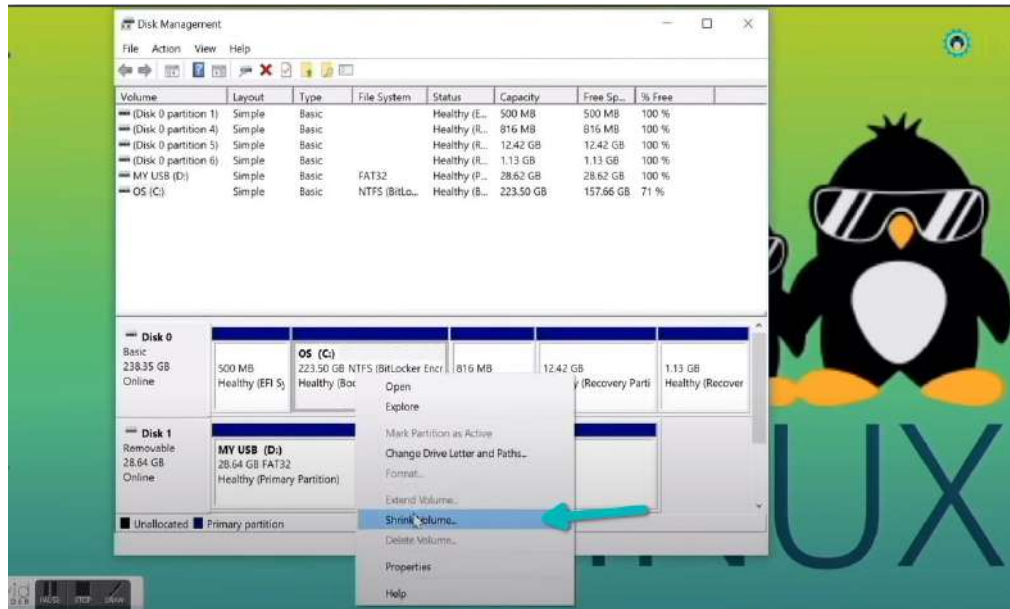 Disk Management
File Action View Help
Volume Layout Type File System Status Capacity Free Sp... % Free
(Disk 0 partition 1) Simple Basic Healthy (E... 500 MB 500 MB 100 %
(Disk 0 partition 4) Simple Basic Healthy (R... 816 MB 816 MB 100 %
(Disk 0 partition 5) Simple Basic Healthy (R... 12.42 GB 12.42 GB 100 %
(Disk 0 partition 6) Simple Basic Healthy (R... 1.13 GB 1.13 GB 100 %
MY USB (D:) Simple Basic FAT32 Healthy (P... 28.62 GB 28.62 GB 100 %
OS (C:) Simple Basic NTFS (BitLo... Healthy (B... 223.50 GB 157.66 GB 71 %
Disk 0
Basic
238.35 GB
Online
500 MB
Healthy (EFI Sy
OS (C:)
223.50 GB NTFS (BitLocker Encr
Healthy (Boo
816 MB
12.42 GB
y (Recovery Parti
1.13 GB
Healthy (Recover
Disk 1
Removable
28.64 GB
Online
MY USB (D:)
28.64 GB FAT32
Healthy (Primary Partition)
Unallocated Primary partition
Open
Explore
Mark Partition as Active
Change Drive Letter and Paths...
Format...
Extend Volume...
Shrink Volume...
Delete Volume...
Properties
Help
UX
PAUSE STOP DRAW